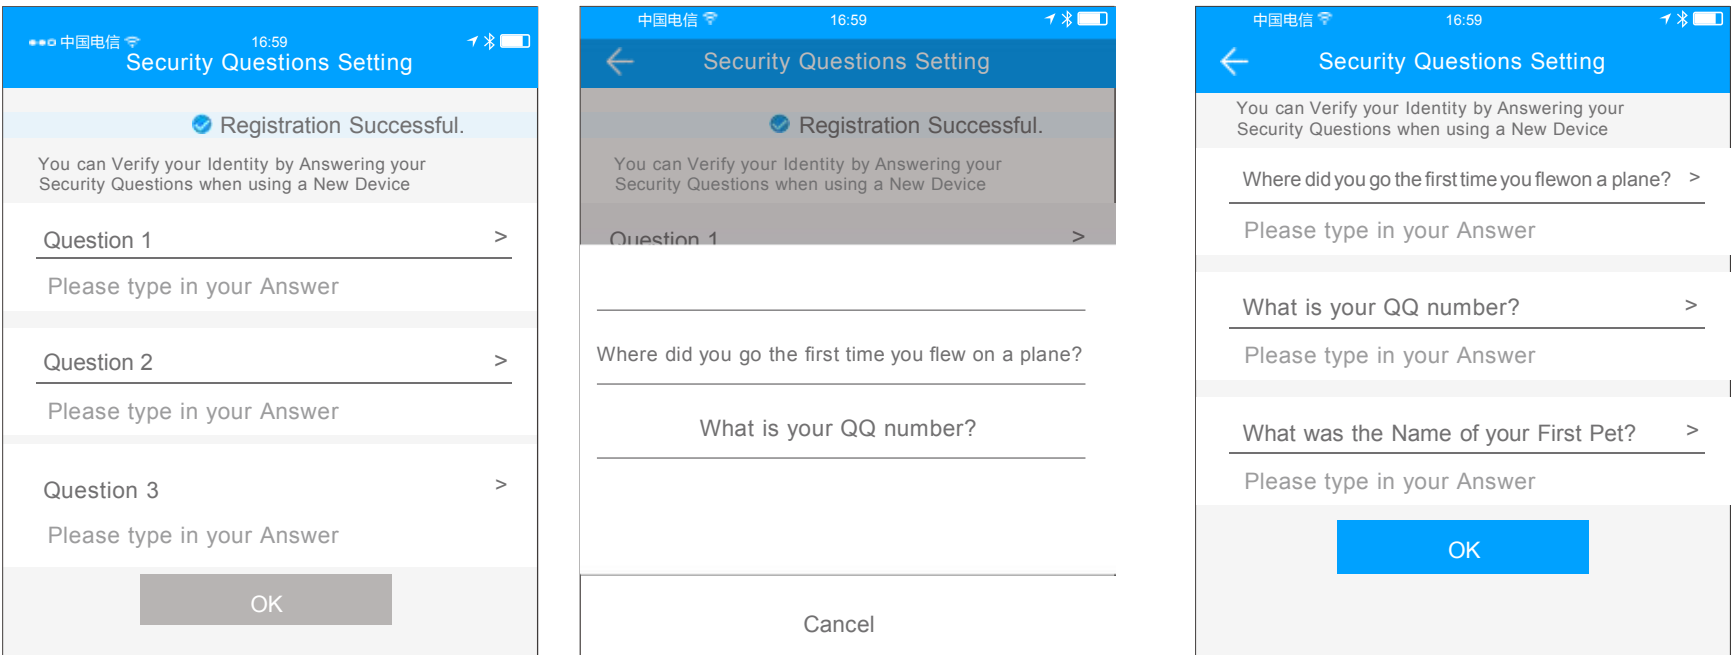 中国电信 16:59
Security Questions Setting
Registration Successful.
You can Verify your Identity by Answering your
Security Questions when using a New Device
Question 1 >
Please type in your Answer
Question 2 >
Please type in your Answer
Question 3 >
Please type in your Answer
OK
中国电信 16:59
Security Questions Setting
Registration Successful.
You can Verify your Identity by Answering your
Security Questions when using a New Device
Question 1 >
Where did you go the first time you flew on a plane?
What is your QQ number?
Cancel
中国电信 16:59
Security Questions Setting
You can Verify your Identity by Answering your
Security Questions when using a New Device
Where did you go the first time you flewon a plane? >
Please type in your Answer
What is your QQ number? >
Please type in your Answer
What was the Name of your First Pet? >
Please type in your Answer
OK